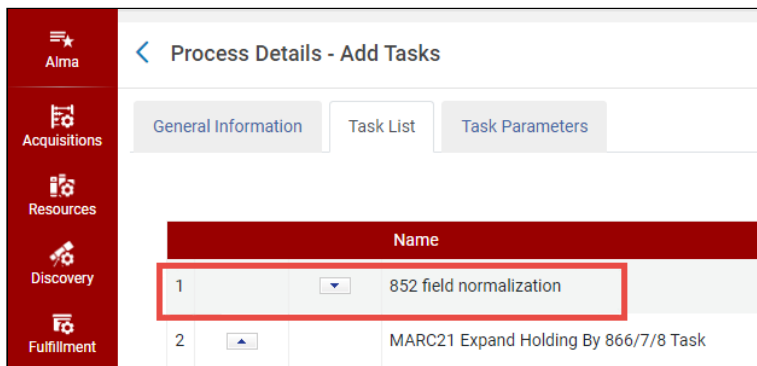 Alma
Process Details - Add Tasks
Acquisitions
General Information
Task List
Task Parameters
Resources
Name
Discovery
1
852 field normalization
Fulfillment
2
MARC21 Expand Holding By 866/7/8 Task